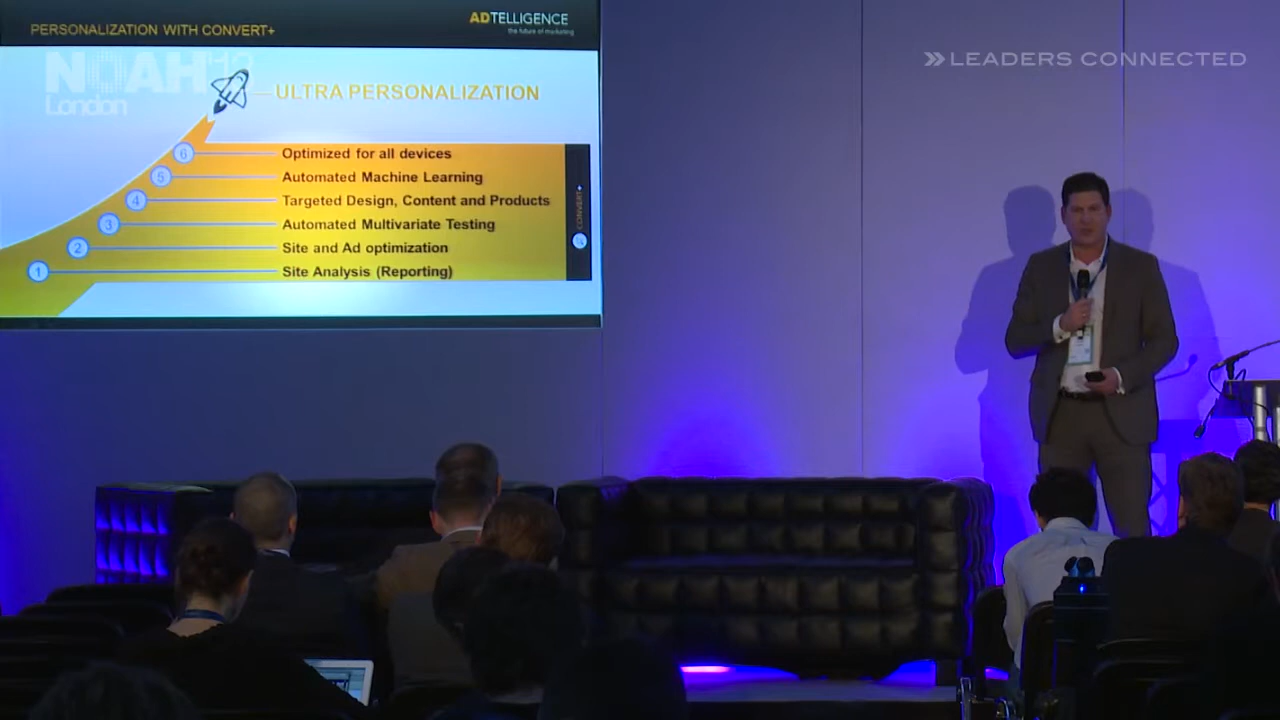 PERSONALIZATION WITH CONVERT+
ADTELLIGENCE
the future of marketing
NOAH12
London
ULTRA PERSONALIZATION
6 Optimized for all devices
5 Automated Machine Learning
4 Targeted Design, Content and Products
3 Automated Multivariate Testing
2 Site and Ad optimization
1 Site Analysis (Reporting)
CONVERT+
LEADERS CONNECTED